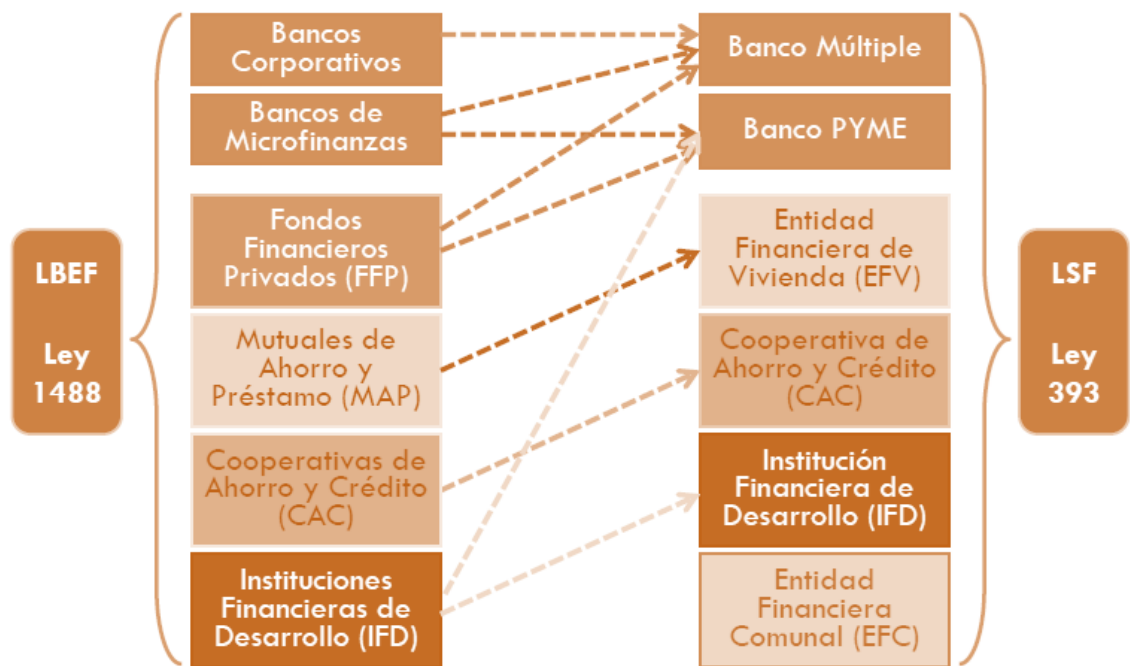 LBEF
Ley
1488
Bancos
Corporativos
Bancos de
Microfinanzas
Fondos
Financieros
Privados (FFP)
Mutuales de
Ahorro y
Préstamo (MAP)
Cooperativas de
Ahorro y Crédito
(CAC)
Instituciones
Financieras de
Desarrollo (IFD)
Banco Múltiple
Banco PYME
Entidad
Financiera de
Vivienda (EFV)
Cooperativa de
Ahorro y Crédito
(CAC)
Institución
Financiera de
Desarrollo (IFD)
Entidad
Financiera
Comunal (EFC)
LSF
Ley
393